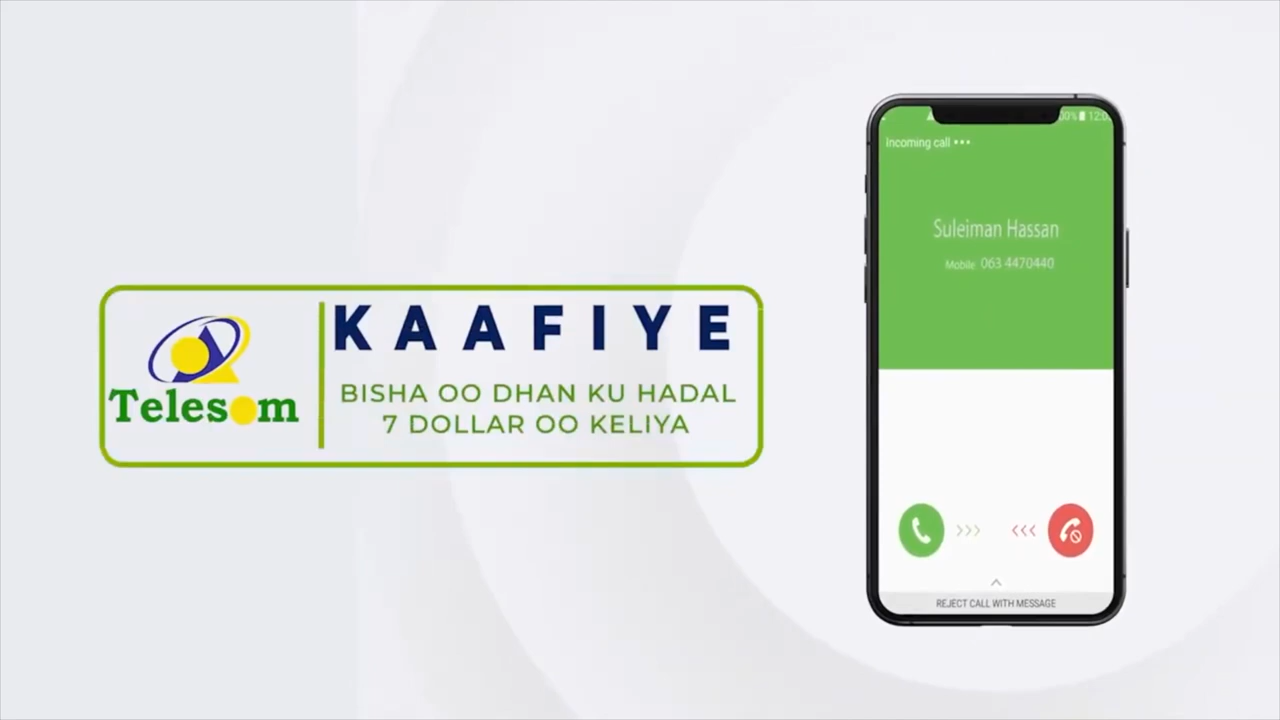 Telesom
KAAFIYE
BISHA OO DHAN KU HADAL
7 DOLLAR OO KELIYA
Incoming call •••
Suleiman Hassan
Mobile: 063 4470440
REJECT CALL WITH MESSAGE